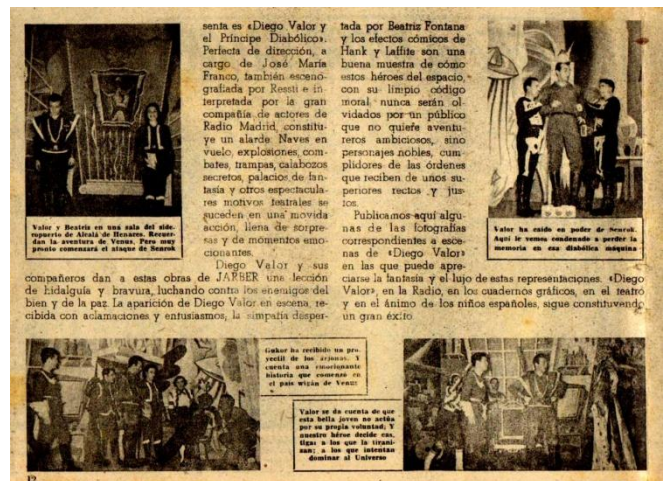 senta es «Diego Valor y
el Príncipe Diabólico».
Perfecta de dirección, a
cargo de José María
Franco, también esceno-
grafiada por Ressti e in-
terpretada por la gran
compañía de actores de
Radio Madrid, constitu-
ye un alarde. Naves en
vuelo, explosiones, com-
bates, trampas, calabozos
secretos, palacios de fan-
tasía y otros espectacula-
res motivos teatrales se
suceden en una movida
acción, llena de sorpre-
sas y de momentos emo-
cionantes.
Diego Valor y sus
compañeros dan a estas obras de JARBER una lección
de hidalguía y bravura, luchando contra los enemigos del
bien y de la paz. La aparición de Diego Valor en escena, re-
cibida con aclamaciones y entusiasmos, la simpatía desper-
tada por Beatriz Fontana
y los efectos cómicos de
Hank y Laffite son una
buena muestra de cómo
estos héroes del espacio,
con su limpio código
moral nunca serán ol-
vidados por un público
que no quiere aventu-
reros ambiciosos, sino
personajes nobles, cum-
plidores de las órdenes
que reciben de unos su-
periores rectos y jus-
tos.
Publicamos aquí algu-
nas de las fotografías
correspondientes a esce-
nas de «Diego Valor»
en las que puede apre-
ciarse la fantasía y el lujo de estas representaciones. «Diego
Valor», en la Radio, en los cuadernos gráficos, en el teatro
y en el ánimo de los niños españoles, sigue constituyendo
un gran éxito
Valor y Beatriz en una sala del side-
ropuerto de Alcalá de Henares. Recuer-
dan la aventura de Venus. Pero muy
pronto comenzará el ataque de Senrok
Valor ha caído en poder de Senrok.
Aquí le vemos condenado a perder la
memoria en esa diabólica máquina
Gukor ha recibido un pro-
yectil de los árjonas. Y
cuenta una emocionante
historia que comenzó en
el país wigán de Venus
Valor se da cuenta de que
esta bella joven no actúa
por su propia voluntad; Y
nuestro héroe decide cas-
tigar a los que la tirani-
zan; a los que intentan
dominar al Universo
12